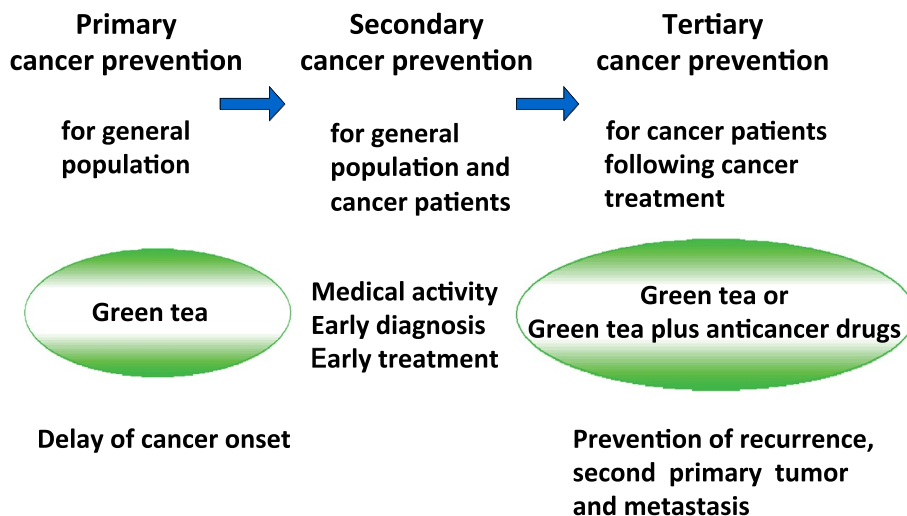 Primary
cancer prevention
for general
population
Green tea
Delay of cancer onset
Secondary
cancer prevention
for general
population and
cancer patients
Medical activity
Early diagnosis
Early treatment
Tertiary
cancer prevention
for cancer patients
following cancer
treatment
Green tea or
Green tea plus anticancer drugs
Prevention of recurrence,
second primary tumor
and metastasis